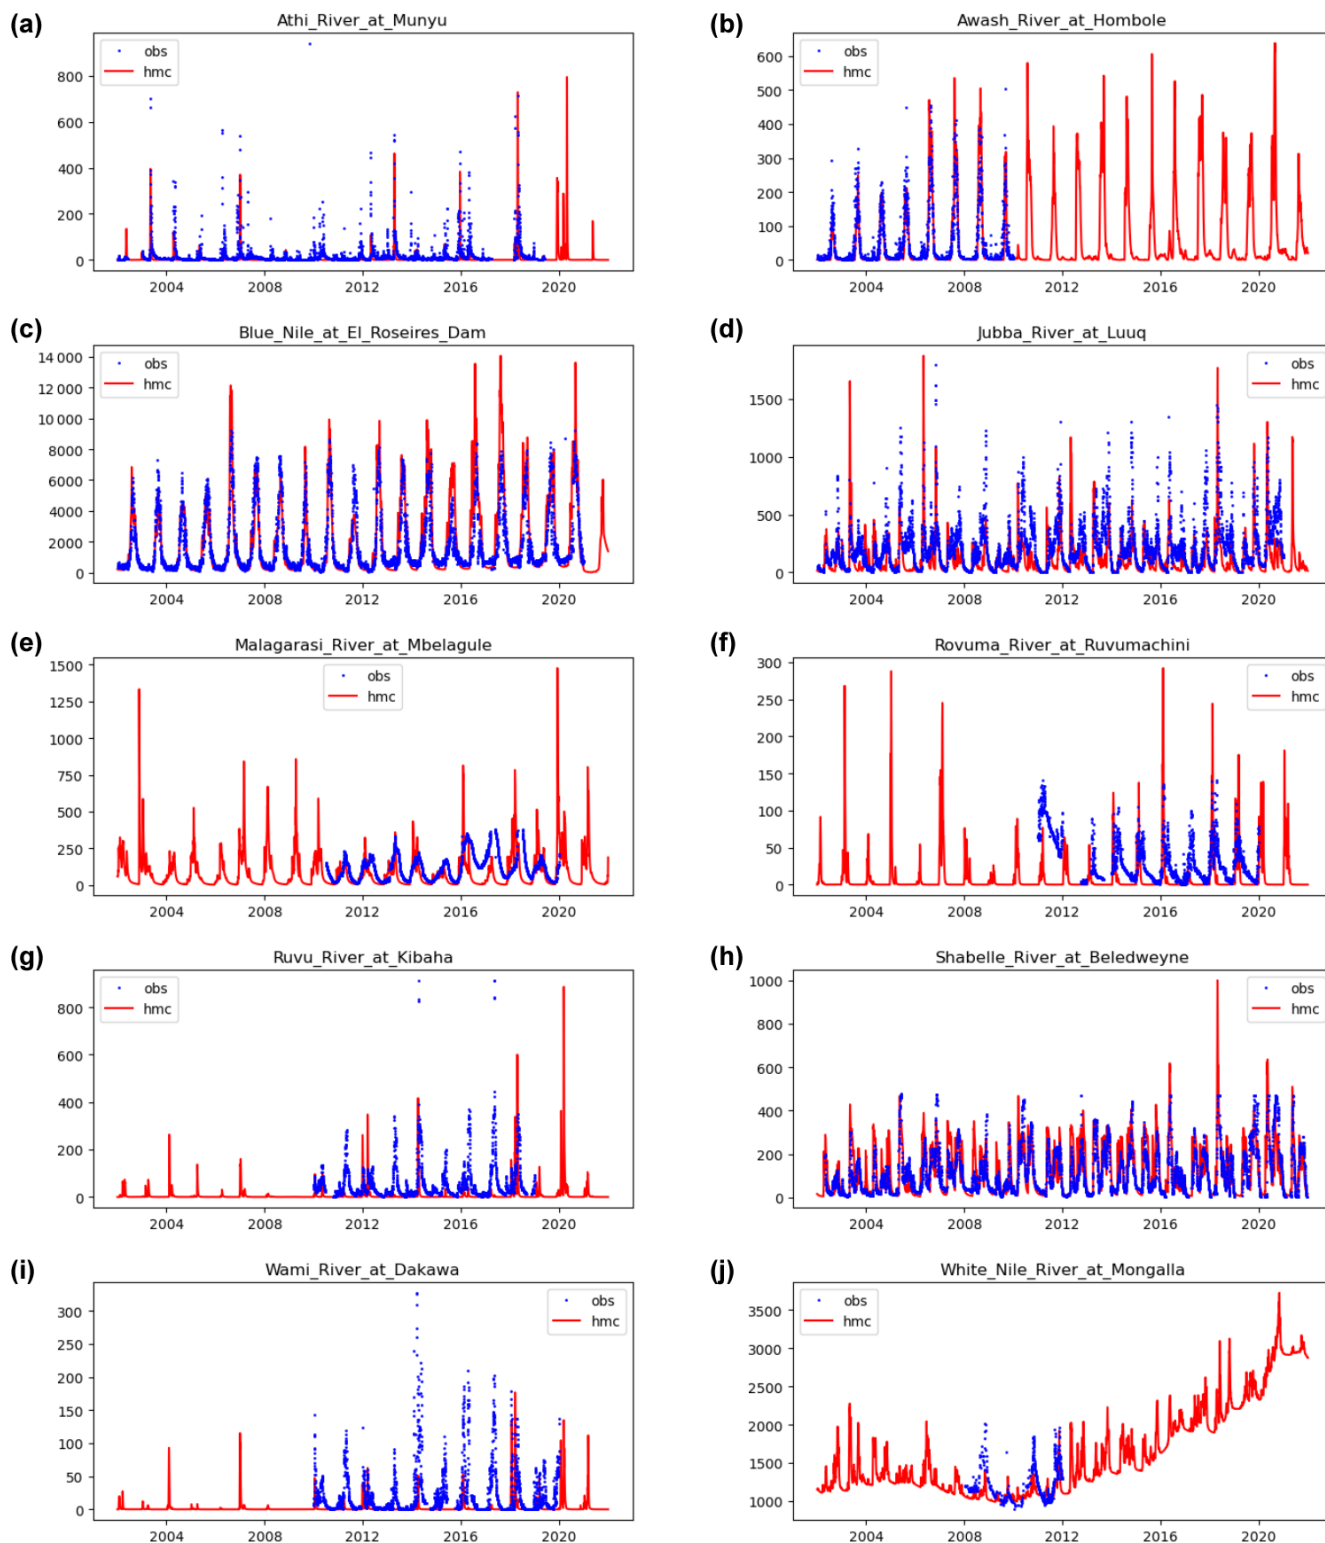 (a)
Athi_River_at_Munyu
obs
hmc
800
600
400
200
0
2004 2008 2012 2016 2020
(b)
Awash_River_at_Hombole
obs
hmc
600
500
400
300
200
100
0
2004 2008 2012 2016 2020
(c)
Blue_Nile_at_El_Roseires_Dam
obs
hmc
14 000
12 000
10 000
8000
6000
4000
2000
0
2004 2008 2012 2016 2020
(d)
Jubba_River_at_Luuq
obs
hmc
1500
1000
500
0
2004 2008 2012 2016 2020
(e)
Malagarasi_River_at_Mbelagule
obs
hmc
1500
1250
1000
750
500
250
0
2004 2008 2012 2016 2020
(f)
Rovuma_River_at_Ruvumachini
obs
hmc
300
250
200
150
100
50
0
2004 2008 2012 2016 2020
(g)
Ruvu_River_at_Kibaha
obs
hmc
800
600
400
200
0
2004 2008 2012 2016 2020
(h)
Shabelle_River_at_Beledweyne
obs
hmc
1000
800
600
400
200
0
2004 2008 2012 2016 2020
(i)
Wami_River_at_Dakawa
obs
hmc
300
250
200
150
100
50
0
2004 2008 2012 2016 2020
(j)
White_Nile_River_at_Mongalla
obs
hmc
3500
3000
2500
2000
1500
1000
2004 2008 2012 2016 2020